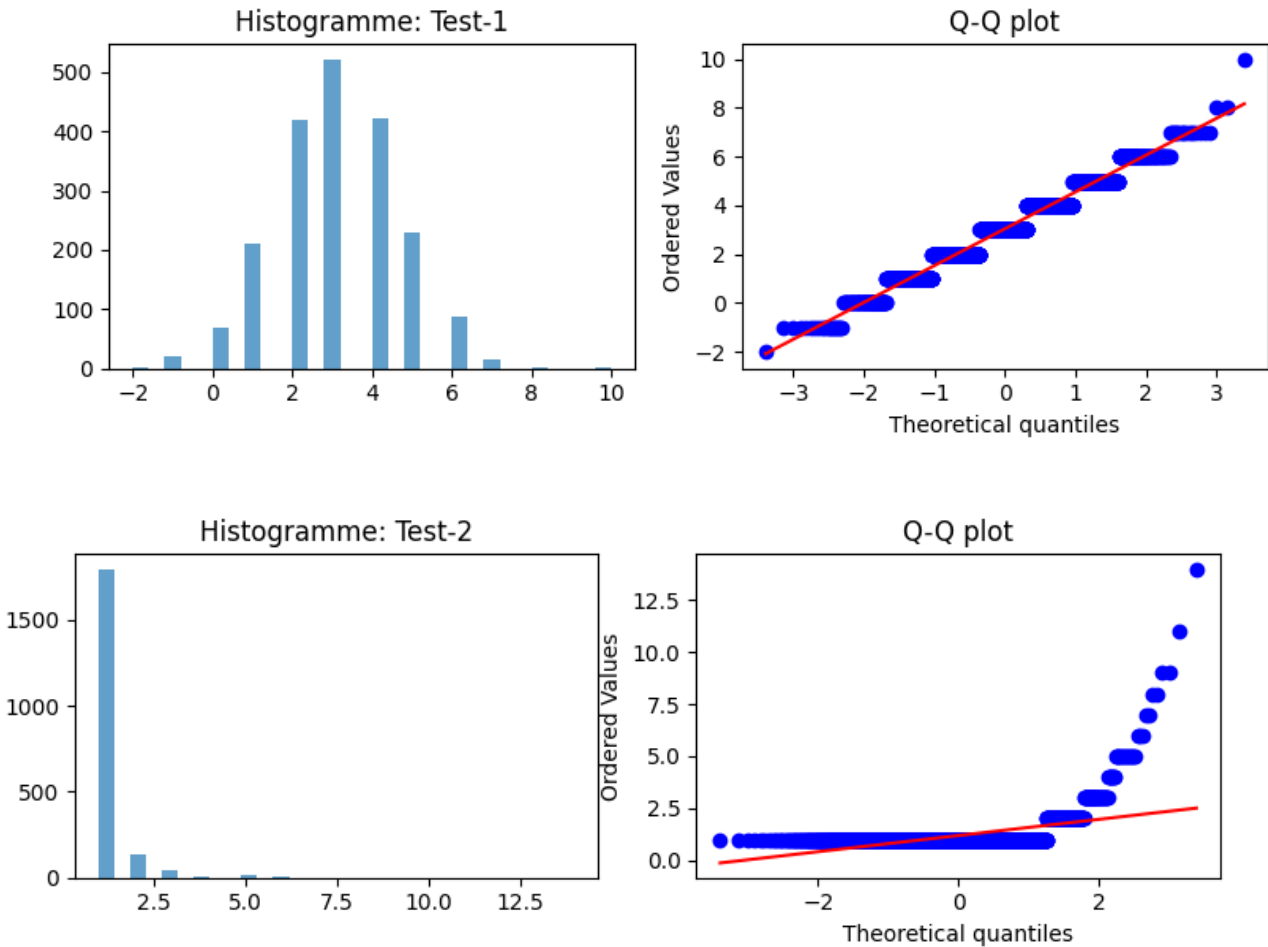 Histogramme: Test-1
500
400
300
200
100
0
−2 0 2 4 6 8 10
Q-Q plot
Ordered Values
10
8
6
4
2
0
−2
−3 −2 −1 0 1 2 3
Theoretical quantiles
Histogramme: Test-2
1500
1000
500
0
2.5 5.0 7.5 10.0 12.5
Q-Q plot
Ordered Values
12.5
10.0
7.5
5.0
2.5
0.0
−2 0 2
Theoretical quantiles